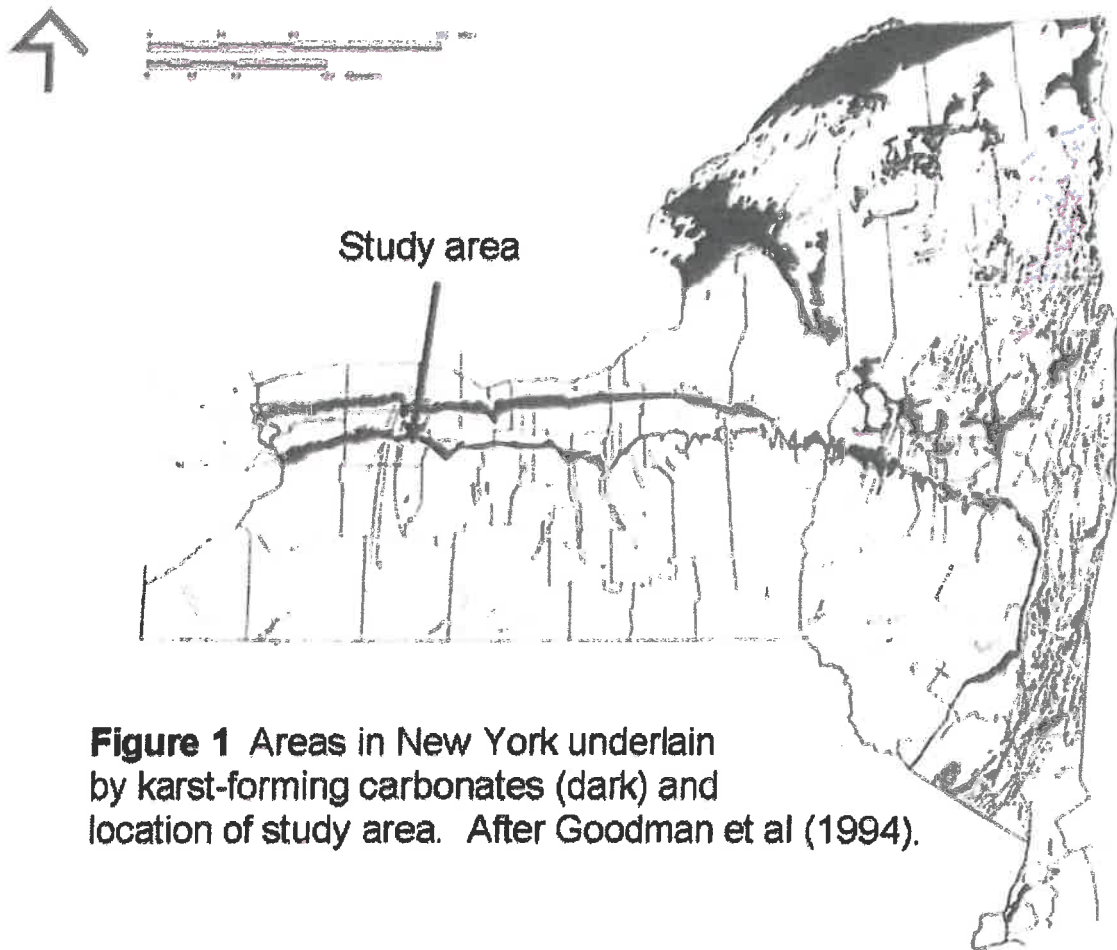 Study area
Figure 1 Areas in New York underlain
by karst-forming carbonates (dark) and
location of study area. After Goodman et al (1994).